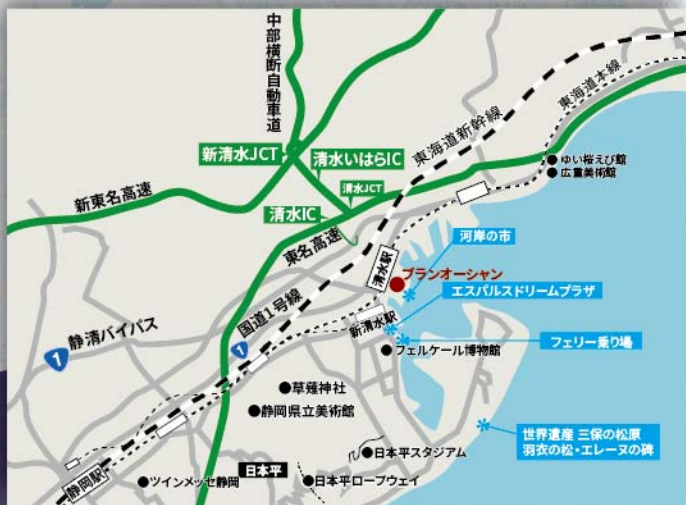 中部横断自動車道
新清水JCT
清水いはらIC
清水JCT
新東名高速
清水IC
東名高速
東海道新幹線
東海道本線
ゆい桜えび館
広重美術館
河岸の市
清水駅
ブランオーシャン
エスパルスドリームプラザ
国道1号線
静清バイパス
1
1
新清水駅
フェルケール博物館
フェリー乗り場
草薙神社
静岡県立美術館
世界遺産 三保の松原
羽衣の松・エレーヌの碑
日本平スタジアム
日本平
日本平ロープウェイ
静岡駅
ツインメッセ静岡